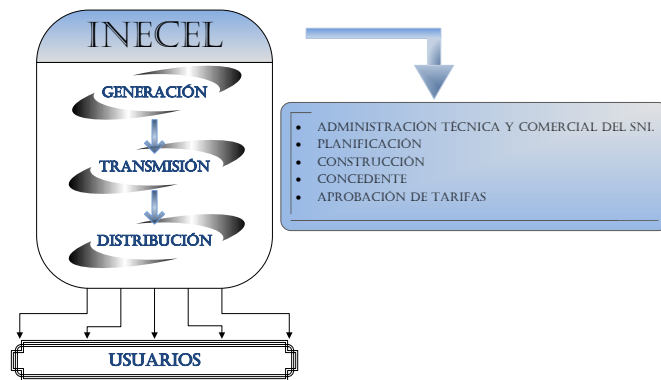 INECEL
GENERACIÓN
TRANSMISIÓN
DISTRIBUCIÓN
USUARIOS
• ADMINISTRACIÓN TÉCNICA Y COMERCIAL DEL SNI.
• PLANIFICACIÓN
• CONSTRUCCIÓN
• CONCEDENTE
• APROBACIÓN DE TARIFAS